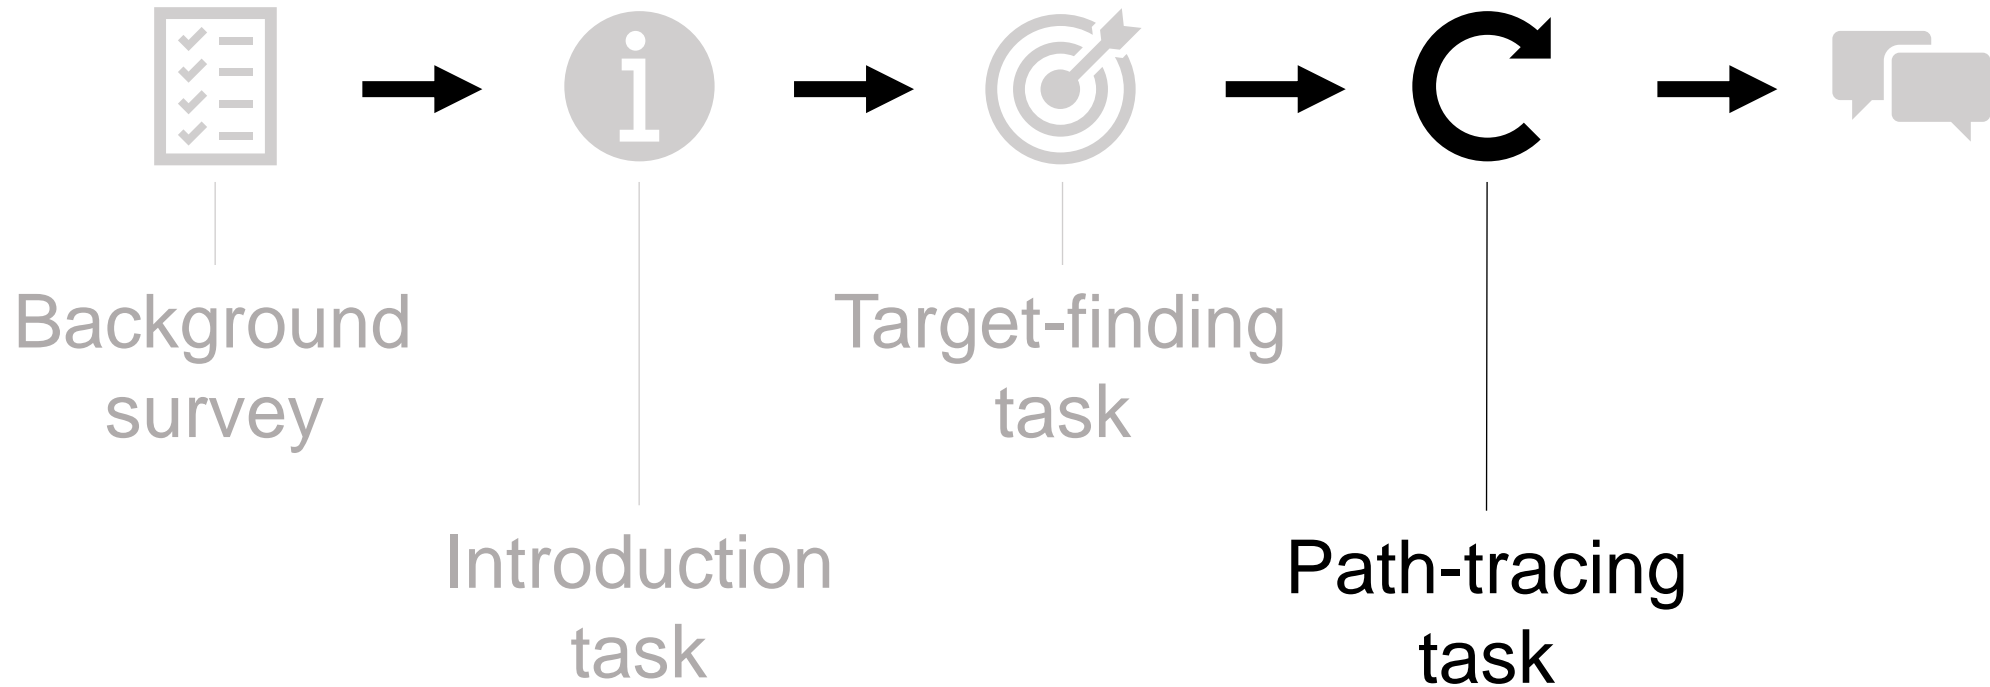 Background
survey
Introduction
task
Target-finding
task
Path-tracing
task